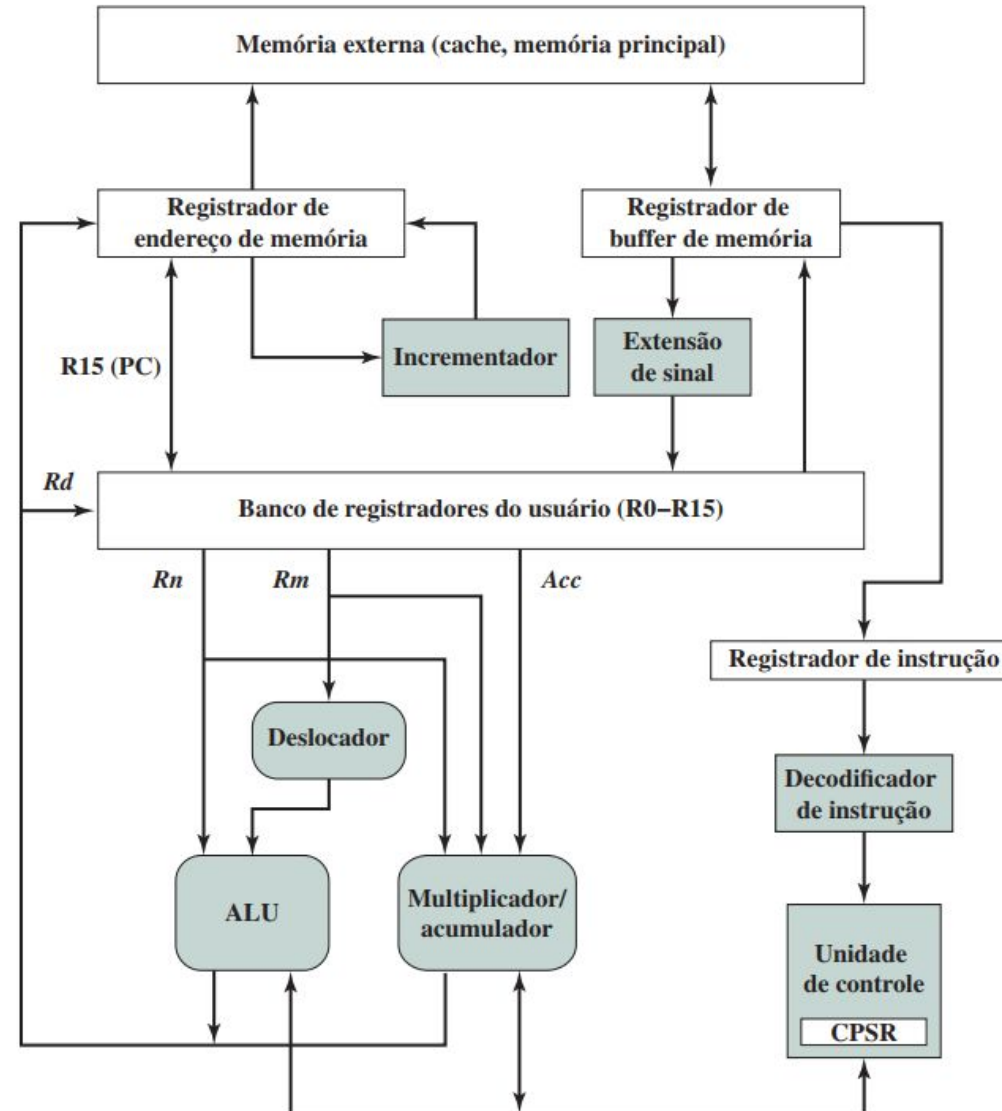 Memória externa (cache, memória principal)
Registrador de
endereço de memória
Registrador de
buffer de memória
Incrementador
Extensão
de sinal
R15 (PC)
Rd
Banco de registradores do usuário (R0–R15)
Rn
Rm
Acc
Registrador de instrução
Deslocador
Decodificador
de instrução
ALU
Multiplicador/
acumulador
Unidade
de controle
CPSR